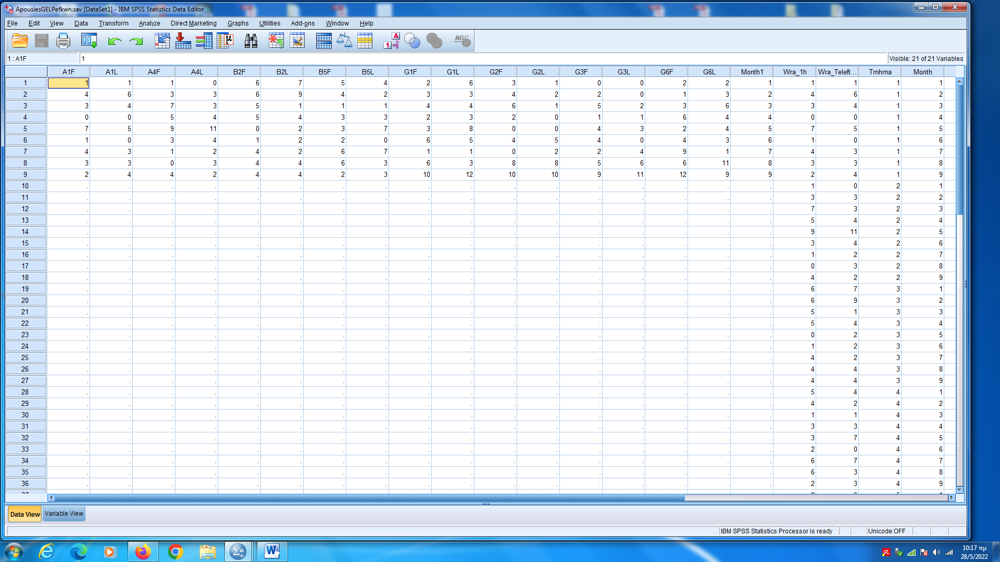 ApousiesGELPefkwn.sav [DataSet1] - IBM SPSS Statistics Data Editor
File Edit View Data Transform Analyze Direct Marketing Graphs Utilities Add-ons Window Help
1 : A1F 1 Visible: 21 of 21 Variables
A1F A1L A4F A4L B2F B2L B5F B5L G1F G1L G2F G2L G3F G3L G6F G6L Month1 Wra_1h Wra_Teleft... Tmhma Month
1 1 1 1 0 6 7 5 4 2 6 3 1 0 0 2 2 1 1 1 1 1
2 4 6 3 3 6 9 4 2 3 3 4 2 2 0 1 3 2 4 6 1 2
3 3 4 7 3 5 1 1 1 4 4 6 1 5 2 3 6 3 3 4 1 3
4 0 0 5 4 5 4 3 3 2 3 2 0 1 1 6 4 4 0 0 1 4
5 7 5 9 11 0 2 3 7 3 8 0 0 4 3 2 4 5 7 5 1 5
6 1 0 3 4 1 2 2 0 6 5 4 5 4 0 4 3 6 1 0 1 6
7 4 3 1 2 4 2 6 7 1 1 0 2 2 4 9 1 7 4 3 1 7
8 3 3 0 3 4 4 6 3 6 3 8 8 5 6 6 11 8 3 3 1 8
9 2 4 4 2 4 4 2 3 10 12 10 10 9 11 12 9 9 2 4 1 9
10 . . . . . . . . . . . . . . . . . 1 0 2 1
11 . . . . . . . . . . . . . . . . . 3 3 2 2
12 . . . . . . . . . . . . . . . . . 7 3 2 3
13 . . . . . . . . . . . . . . . . . 5 4 2 4
14 . . . . . . . . . . . . . . . . . 9 11 2 5
15 . . . . . . . . . . . . . . . . . 3 4 2 6
16 . . . . . . . . . . . . . . . . . 1 2 2 7
17 . . . . . . . . . . . . . . . . . 0 3 2 8
18 . . . . . . . . . . . . . . . . . 4 2 2 9
19 . . . . . . . . . . . . . . . . . 6 7 3 1
20 . . . . . . . . . . . . . . . . . 6 9 3 2
21 . . . . . . . . . . . . . . . . . 5 1 3 3
22 . . . . . . . . . . . . . . . . . 5 4 3 4
23 . . . . . . . . . . . . . . . . . 0 2 3 5
24 . . . . . . . . . . . . . . . . . 1 2 3 6
25 . . . . . . . . . . . . . . . . . 4 2 3 7
26 . . . . . . . . . . . . . . . . . 4 4 3 8
27 . . . . . . . . . . . . . . . . . 4 4 3 9
28 . . . . . . . . . . . . . . . . . 5 4 4 1
29 . . . . . . . . . . . . . . . . . 4 2 4 2
30 . . . . . . . . . . . . . . . . . 1 1 4 3
31 . . . . . . . . . . . . . . . . . 3 3 4 4
32 . . . . . . . . . . . . . . . . . 3 7 4 5
33 . . . . . . . . . . . . . . . . . 2 0 4 6
34 . . . . . . . . . . . . . . . . . 6 7 4 7
35 . . . . . . . . . . . . . . . . . 6 3 4 8
36 . . . . . . . . . . . . . . . . . 2 3 4 9
Data View Variable View
IBM SPSS Statistics Processor is ready Unicode:OFF
10:17 πμ
28/5/2022